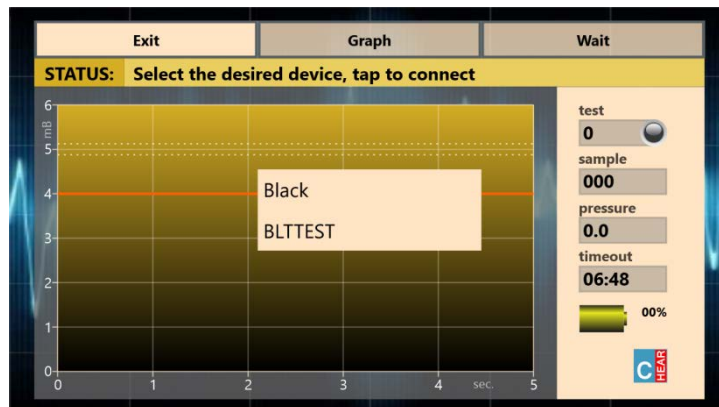 Exit Graph Wait
STATUS: Select the desired device, tap to connect
6
mB
5
4
3
2
1
0
0 1 2 3 4 sec. 5
Black
BLTTEST
test
0
sample
000
pressure
0.0
timeout
06:48
00%
C HEAR